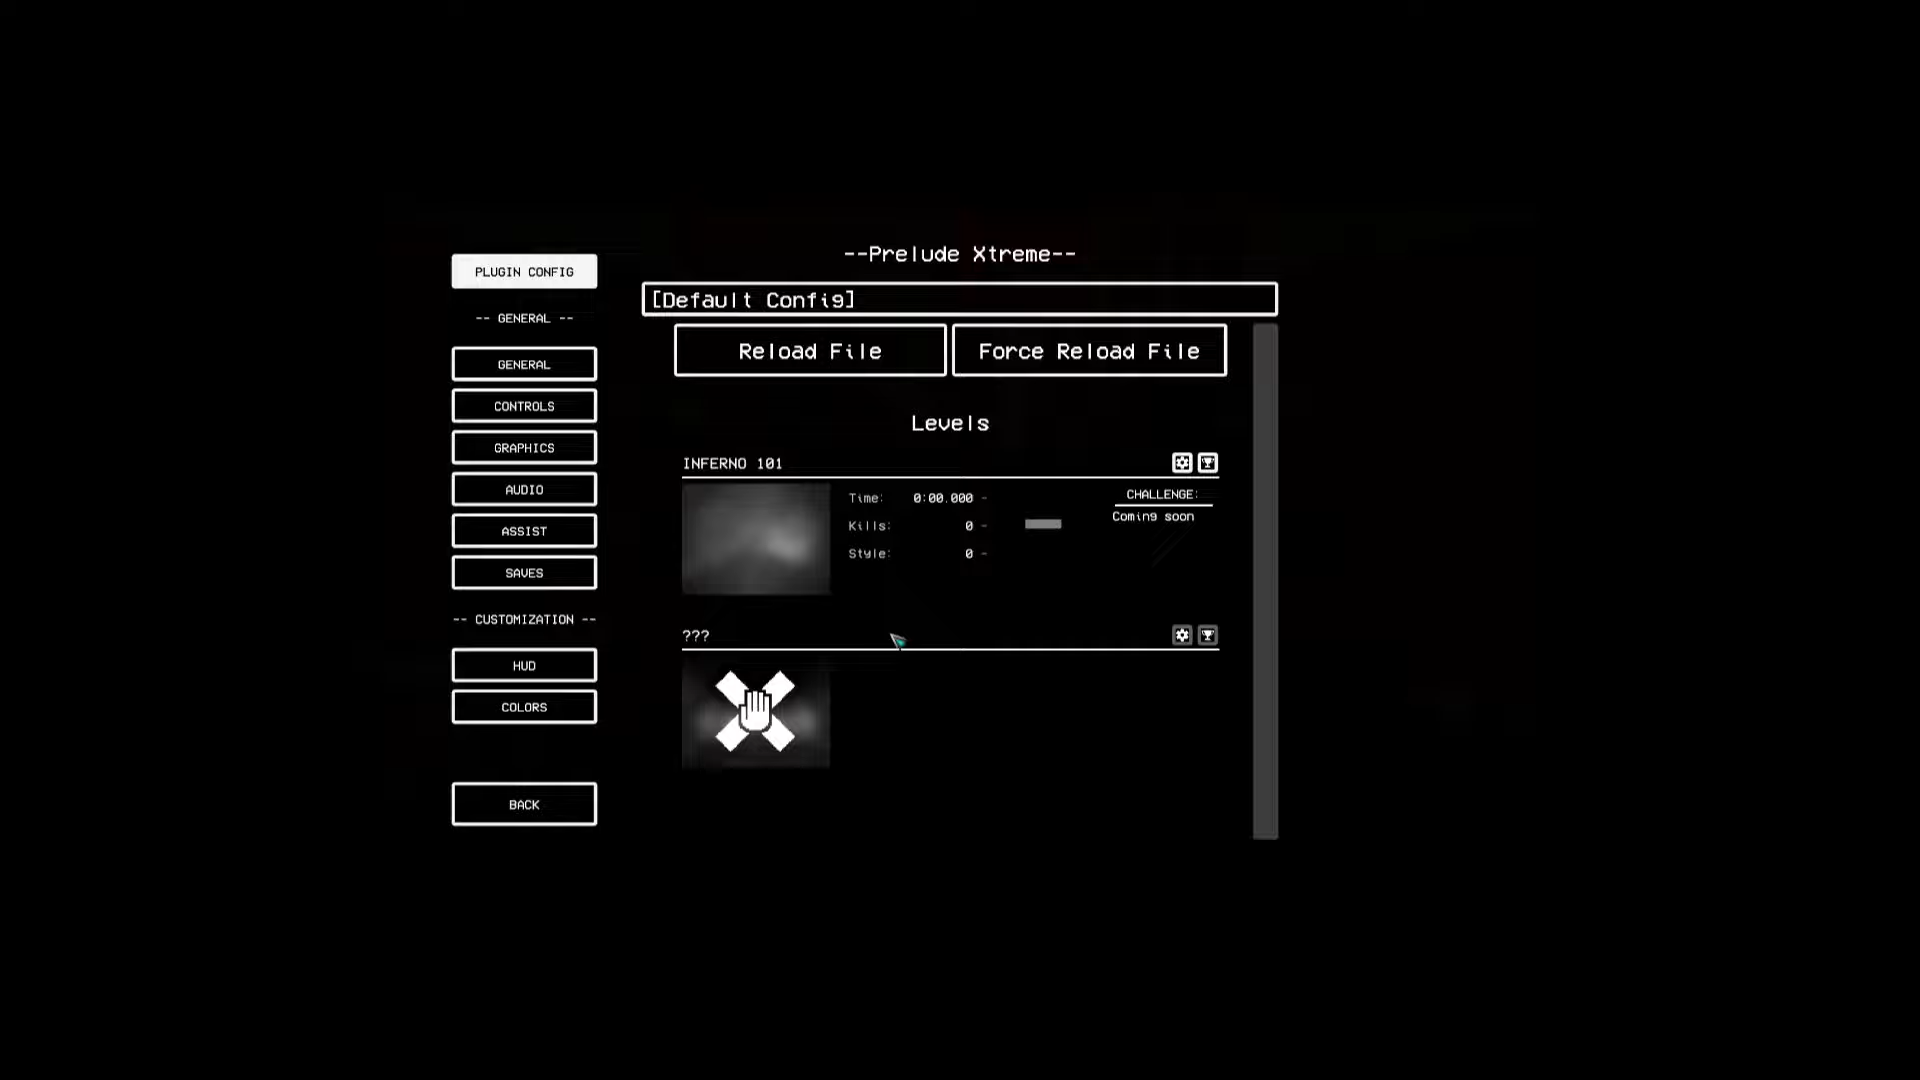 --Prelude Xtreme--
PLUGIN CONFIG
-- GENERAL --
GENERAL
CONTROLS
GRAPHICS
AUDIO
ASSIST
SAVES
-- CUSTOMIZATION --
HUD
COLORS
BACK
[Default Config]
Reload File
Force Reload File
Levels
INFERNO 101
Time: 0:00.000 -
Kills: 0 -
Style: 0 -
CHALLENGE:
Coming soon
???